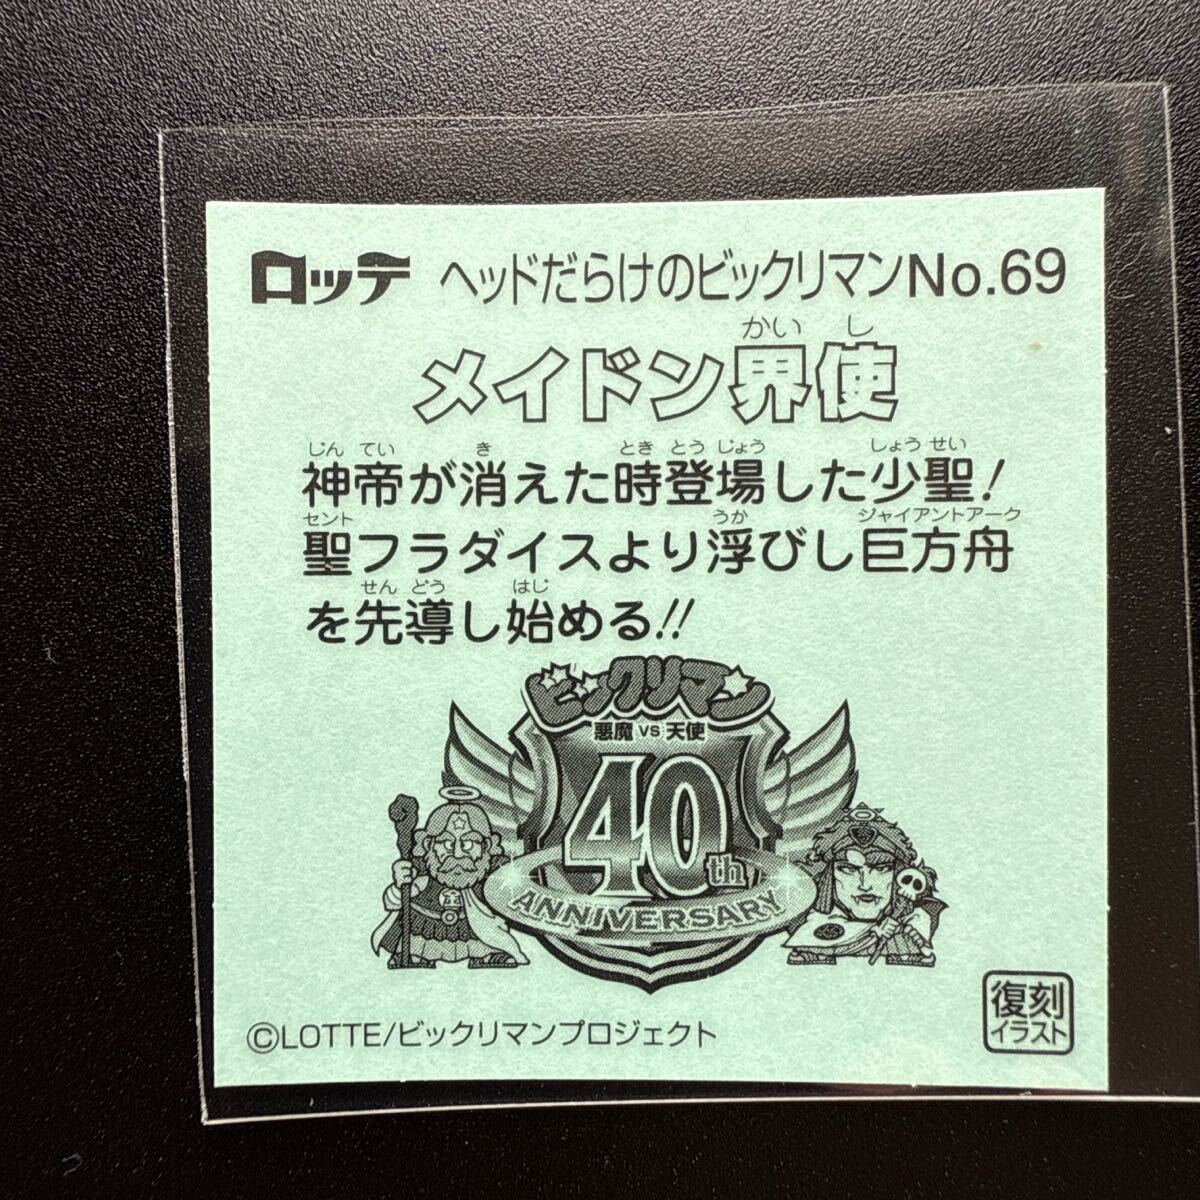 ロッテ ヘッドだらけのビックリマンNo.69
かい し
メイドン界使
じん てい き とき とう じょう しょう せい
神帝が消えた時登場した少聖!
セント うか ジャイアントアーク
聖フラダイスより浮びし巨方舟
せん どう はじ
を先導し始める!!
ビックリマン
悪魔 VS 天使
40th
ANNIVERSARY
©LOTTE/ビックリマンプロジェクト
復刻
イラスト